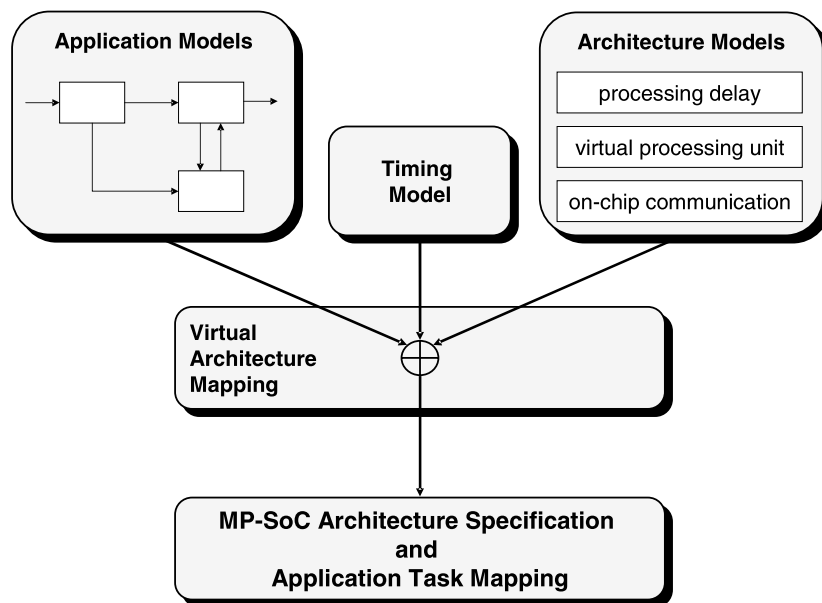 Application Models
Architecture Models
processing delay
virtual processing unit
on-chip communication
Timing
Model
Virtual
Architecture
Mapping
MP-SoC Architecture Specification
and
Application Task Mapping